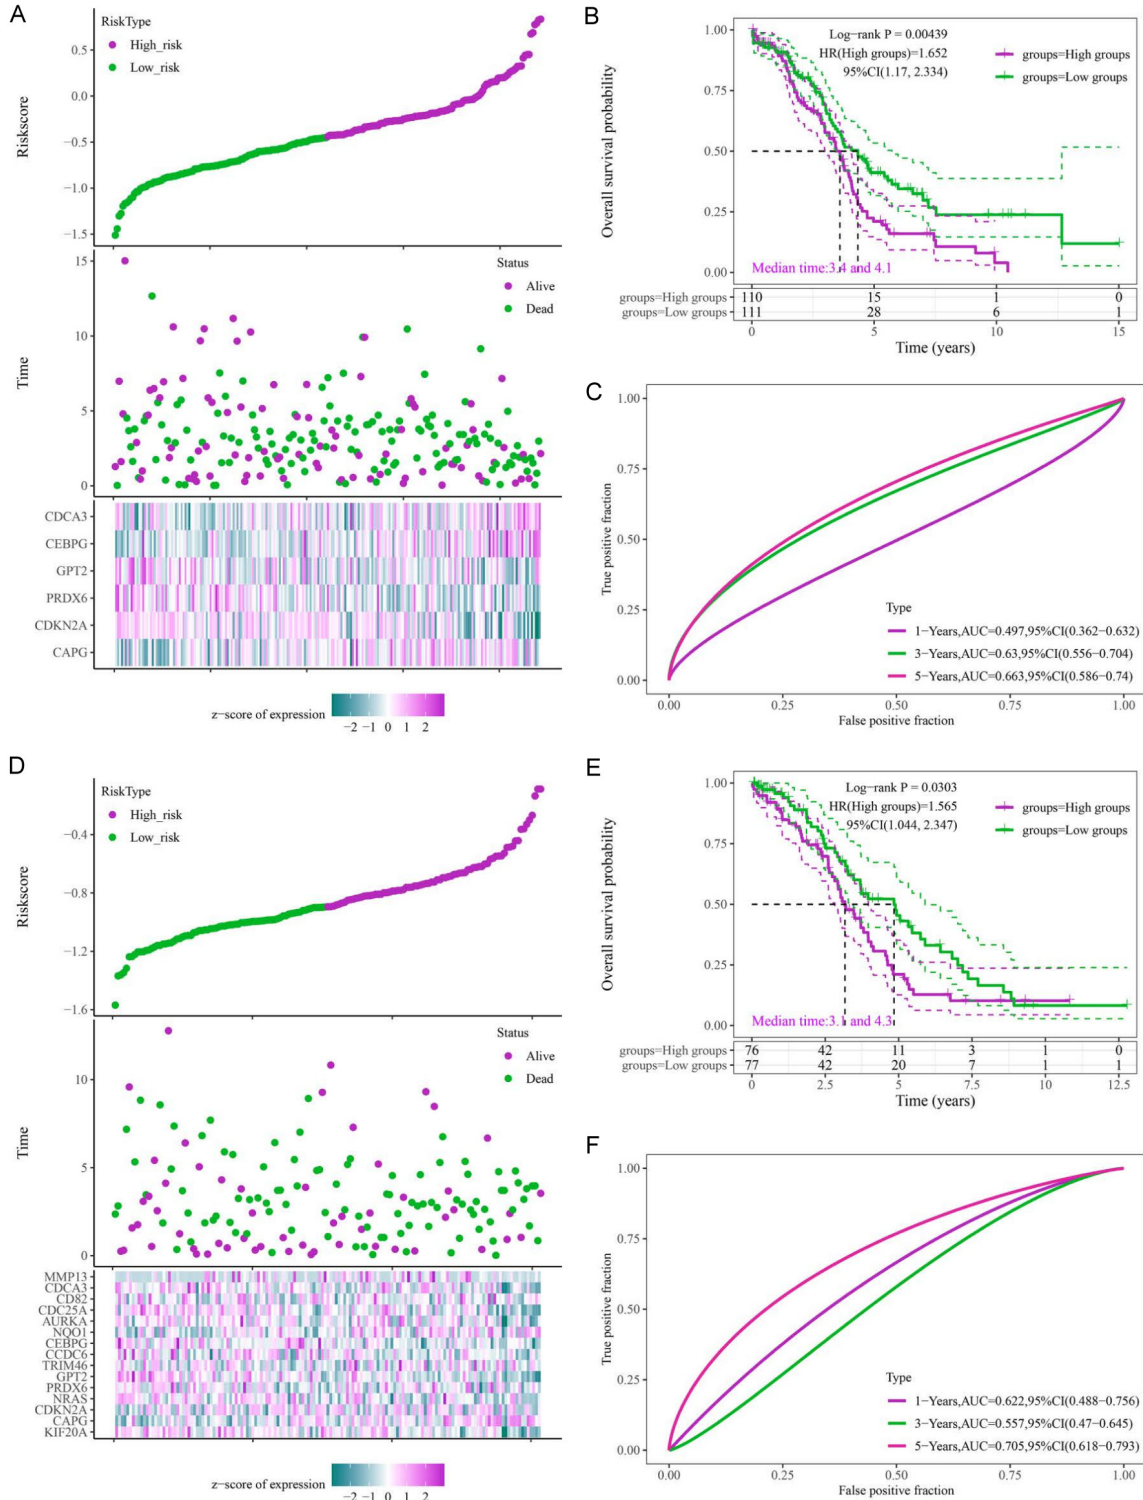 A
RiskType
High_risk
Low_risk
Riskscore
0.5
0.0
−0.5
−1.0
−1.5
Status
Alive
Dead
Time
15
10
5
0
CDCA3
CEBPG
GPT2
PRDX6
CDKN2A
CAPG
z−score of expression
−2 −1 0 1 2
B
Overall survival probability
1.00
0.75
0.50
0.25
0.00
Log−rank P = 0.00439
HR(High groups)=1.652
95%CI(1.17, 2.334)
groups=High groups
groups=Low groups
Median time:3.4 and 4.1
groups=High groups 110 15 1 0
groups=Low groups 111 28 6 1
0 5 10 15
Time (years)
C
True positive fraction
1.00
0.75
0.50
0.25
0.00
Type
1−Years,AUC=0.497,95%CI(0.362−0.632)
3−Years,AUC=0.63,95%CI(0.556−0.704)
5−Years,AUC=0.663,95%CI(0.586−0.74)
0.00 0.25 0.50 0.75 1.00
False positive fraction
D
RiskType
High_risk
Low_risk
Riskscore
−0.4
−0.8
−1.2
−1.6
Status
Alive
Dead
Time
10
5
0
MMP13
CDCA3
CD82
CDC25A
AURKA
NQO1
CEBPG
CCDC6
TRIM46
GPT2
PRDX6
NRAS
CDKN2A
CAPG
KIF20A
z−score of expression
−2 −1 0 1 2
E
Overall survival probability
1.00
0.75
0.50
0.25
0.00
Log−rank P = 0.0303
HR(High groups)=1.565
95%CI(1.044, 2.347)
groups=High groups
groups=Low groups
Median time:3.1 and 4.3
groups=High groups 76 42 11 3 1 0
groups=Low groups 77 42 20 7 1 1
0 2.5 5 7.5 10 12.5
Time (years)
F
True positive fraction
1.00
0.75
0.50
0.25
0.00
Type
1−Years,AUC=0.622,95%CI(0.488−0.756)
3−Years,AUC=0.557,95%CI(0.47−0.645)
5−Years,AUC=0.705,95%CI(0.618−0.793)
0.00 0.25 0.50 0.75 1.00
False positive fraction